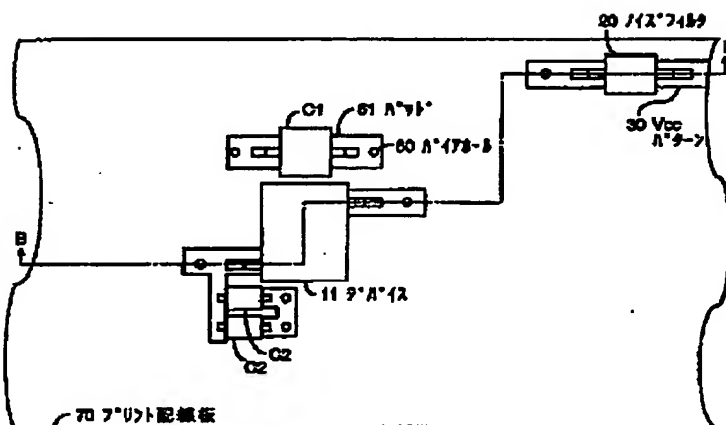 20 ノイズフィルタ
C1
61 パッド
60 バイアホール
30 Vcc
パターン
B
B
11 デバイス
C2
C2
70 プリント配線板